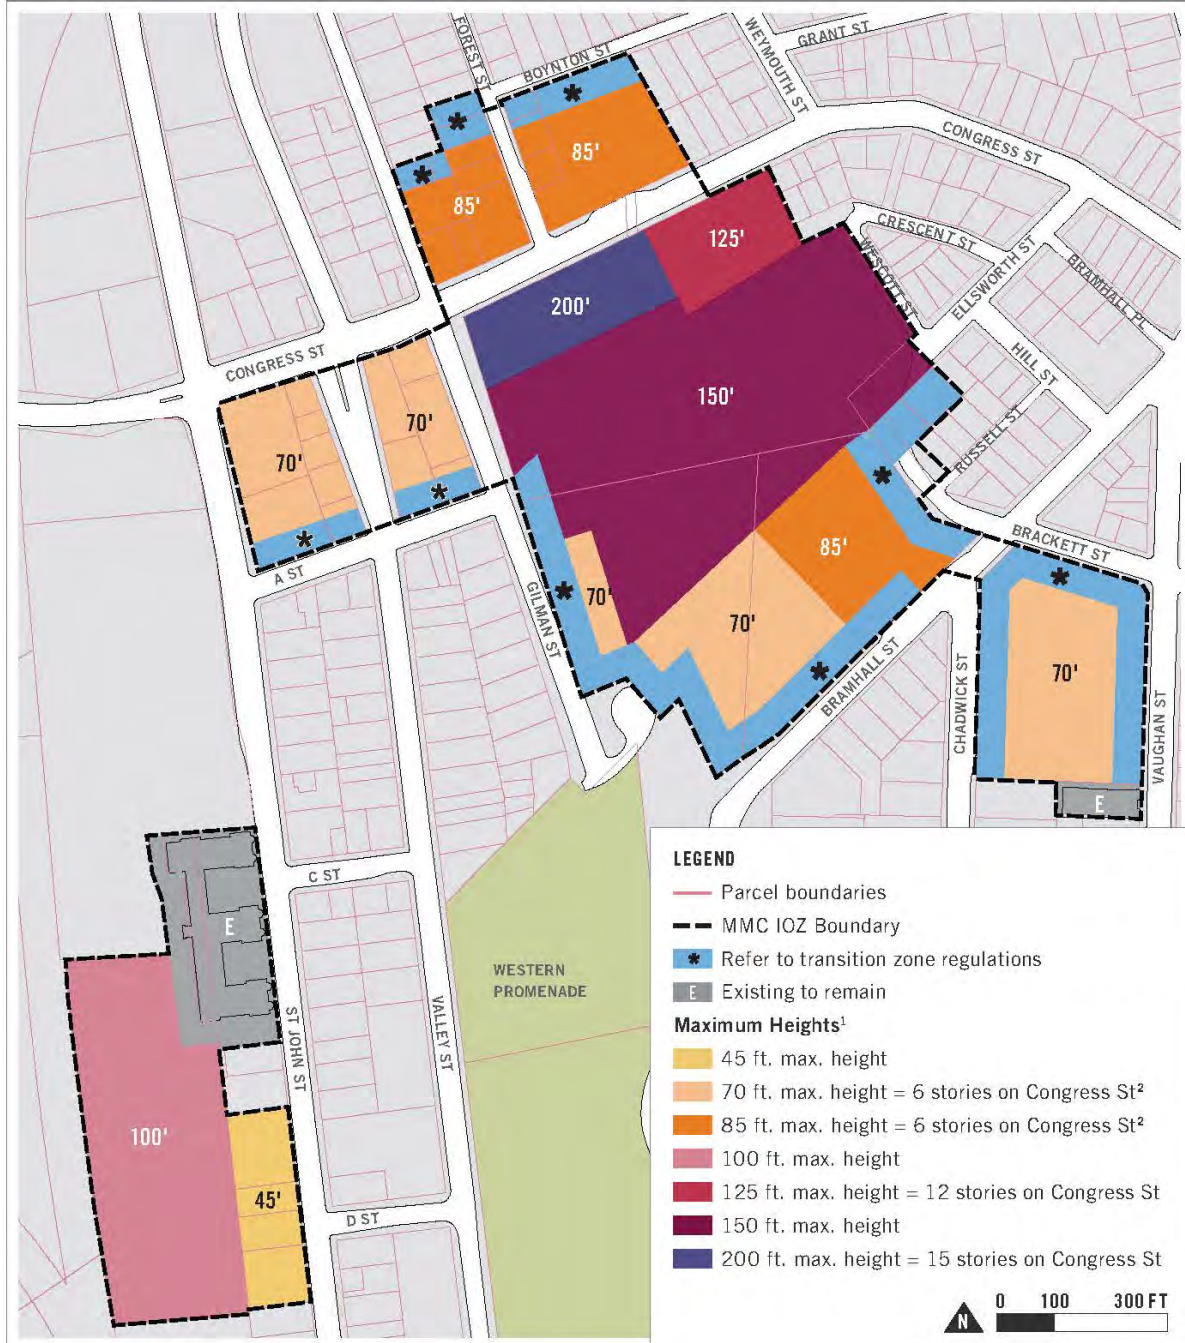 FOREST ST
BOYNTON ST
WEYMOUTH ST
GRANT ST
CONGRESS ST
*
*
*
85'
85'
125'
CRESCENT ST
WESCOTT ST
ELLSWORTH ST
BRAMHALL PL
200'
HILL ST
CONGRESS ST
150'
70'
70'
RUSSELL ST
*
*
*
A ST
85'
BRACKETT ST
GILMAN ST
*
70'
70'
*
*
BRAMHALL ST
CHADWICK ST
70'
VAUGHAN ST
E
C ST
E
WESTERN
PROMENADE
ST JOHN ST
VALLEY ST
100'
45'
D ST
LEGEND
Parcel boundaries
MMC IOZ Boundary
* Refer to transition zone regulations
E Existing to remain
Maximum Heights¹
45 ft. max. height
70 ft. max. height = 6 stories on Congress St²
85 ft. max. height = 6 stories on Congress St²
100 ft. max. height
125 ft. max. height = 12 stories on Congress St
150 ft. max. height
200 ft. max. height = 15 stories on Congress St
N
0 100 300 FT